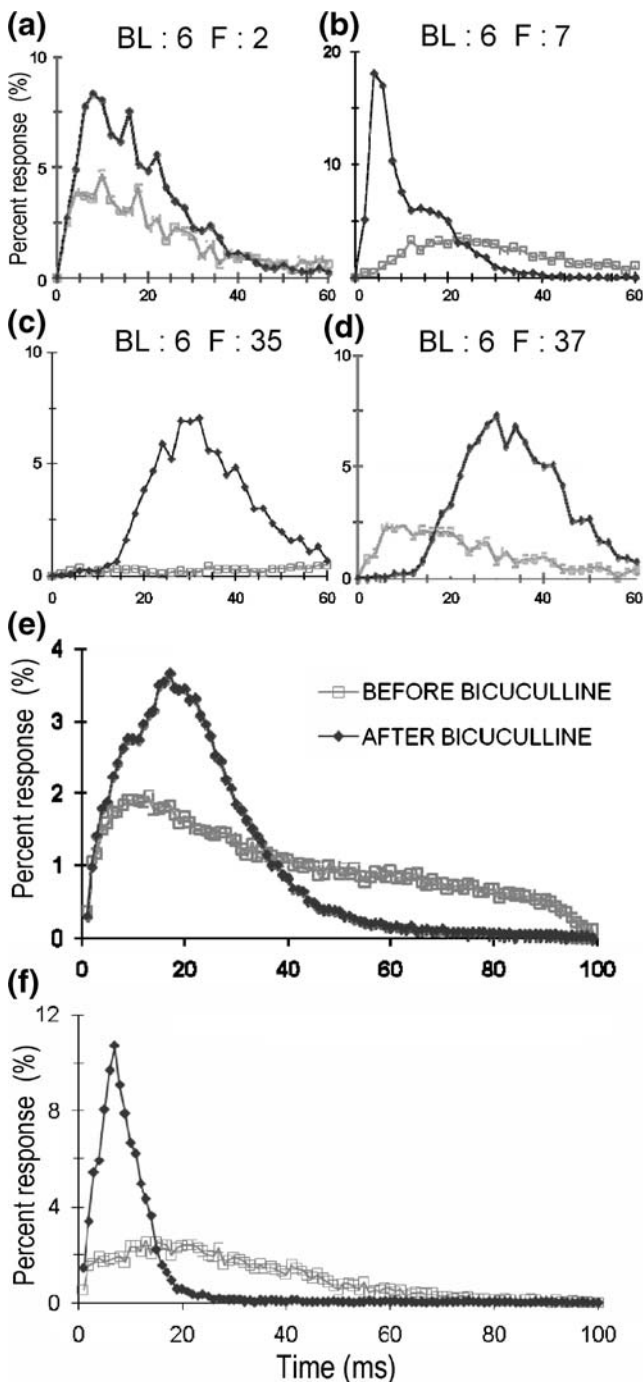 (a)
BL : 6 F : 2
(b)
BL : 6 F : 7
Percent response (%)
10
5
0
0 20 40 60
20
10
5
0
0 20 40 60
(c)
BL : 6 F : 35
(d)
BL : 6 F : 37
10
5
0
0 20 40 60
10
5
0
0 20 40 60
(e)
Percent response (%)
4
3
2
1
0
0 20 40 60 80 100
BEFORE BICUCULLINE
AFTER BICUCULLINE
(f)
Percent response (%)
12
8
4
0
0 20 40 60 80 100
Time (ms)